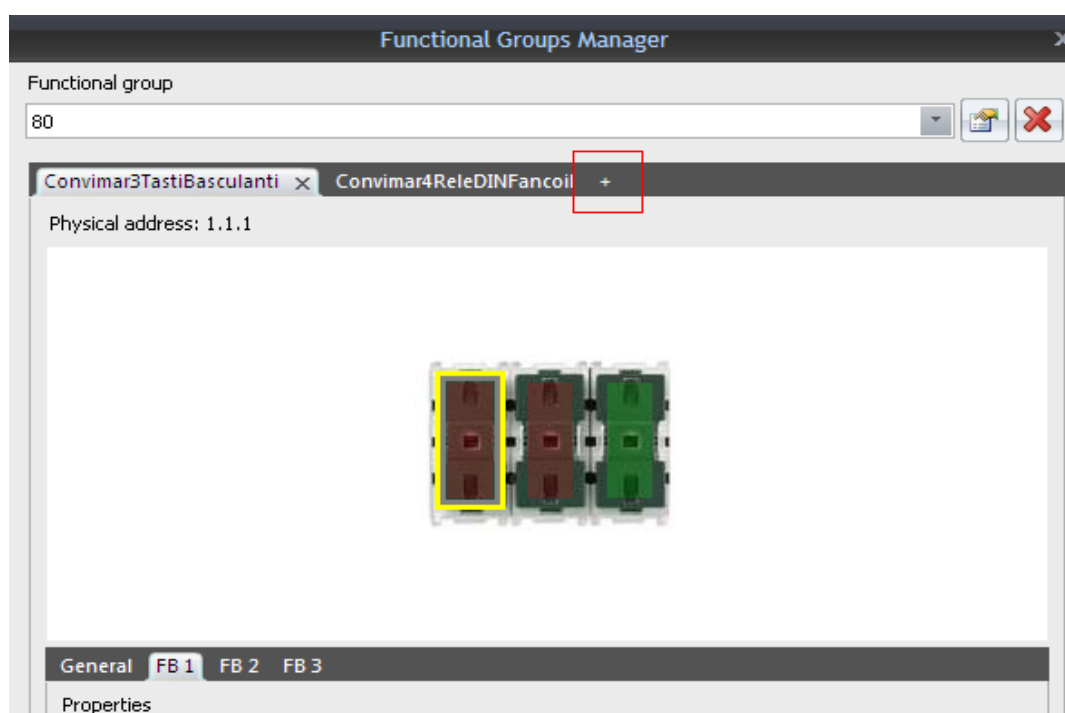 Functional Groups Manager
Functional group
80
Convimar3TastiBasculanti Convimar4ReleDINFancoil +
Physical address: 1.1.1
General FB 1 FB 2 FB 3
Properties